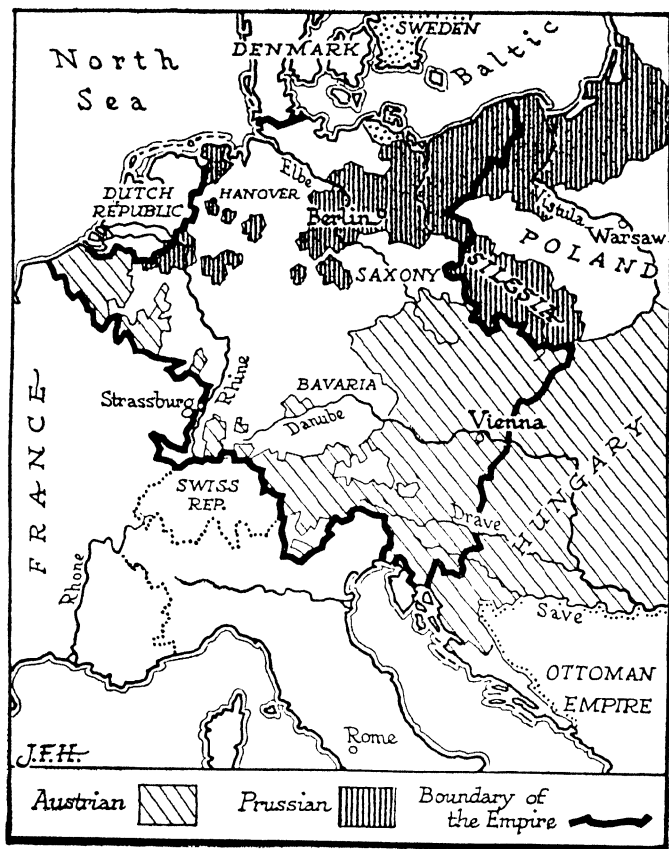 North
Sea
DENMARK
SWEDEN
Baltic
DUTCH
REPUBLIC
HANOVER
Elbe
Berlin
Vistula
Warsaw
POLAND
SAXONY
SILESIA
FRANCE
Strassburg
Rhine
BAVARIA
Danube
Vienna
HUNGARY
SWISS
REP.
Drave
Rhone
Save
OTTOMAN
EMPIRE
Rome
J.F.H.
Austrian
Prussian
Boundary of
the Empire